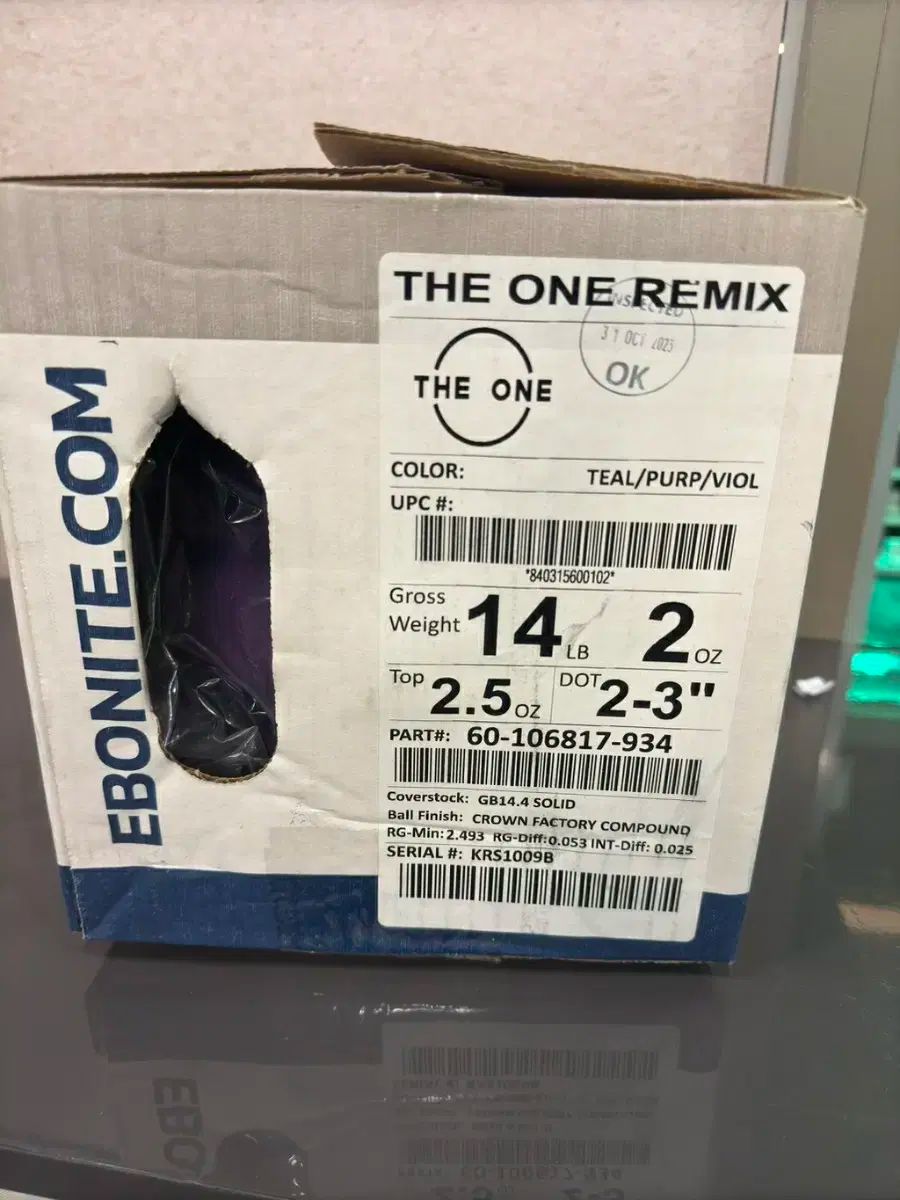 EBONITE.COM
THE ONE REMIX
INSPECTED
31 OCT 2023
OK
THE ONE
COLOR: TEAL/PURP/VIOL
UPC #:
*840315600102*
Gross Weight 14 LB 2 OZ
Top 2.5 OZ DOT 2-3"
PART#: 60-106817-934
Coverstock: GB14.4 SOLID
Ball Finish: CROWN FACTORY COMPOUND
RG-Min: 2.493 RG-Diff: 0.053 INT-Diff: 0.025
SERIAL #: KRS1009B